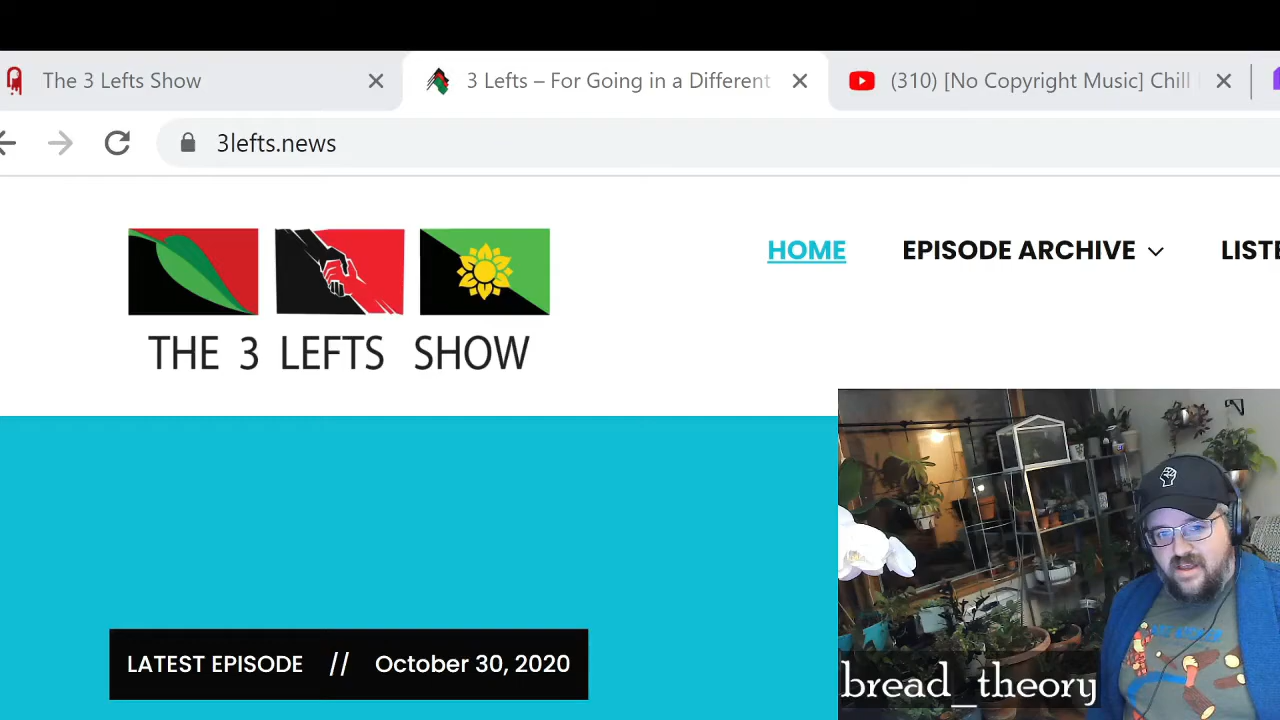 The 3 Lefts Show
3 Lefts – For Going in a Different
(310) [No Copyright Music] Chill
3lefts.news
HOME
EPISODE ARCHIVE
THE 3 LEFTS SHOW
LATEST EPISODE // October 30, 2020
bread_theory